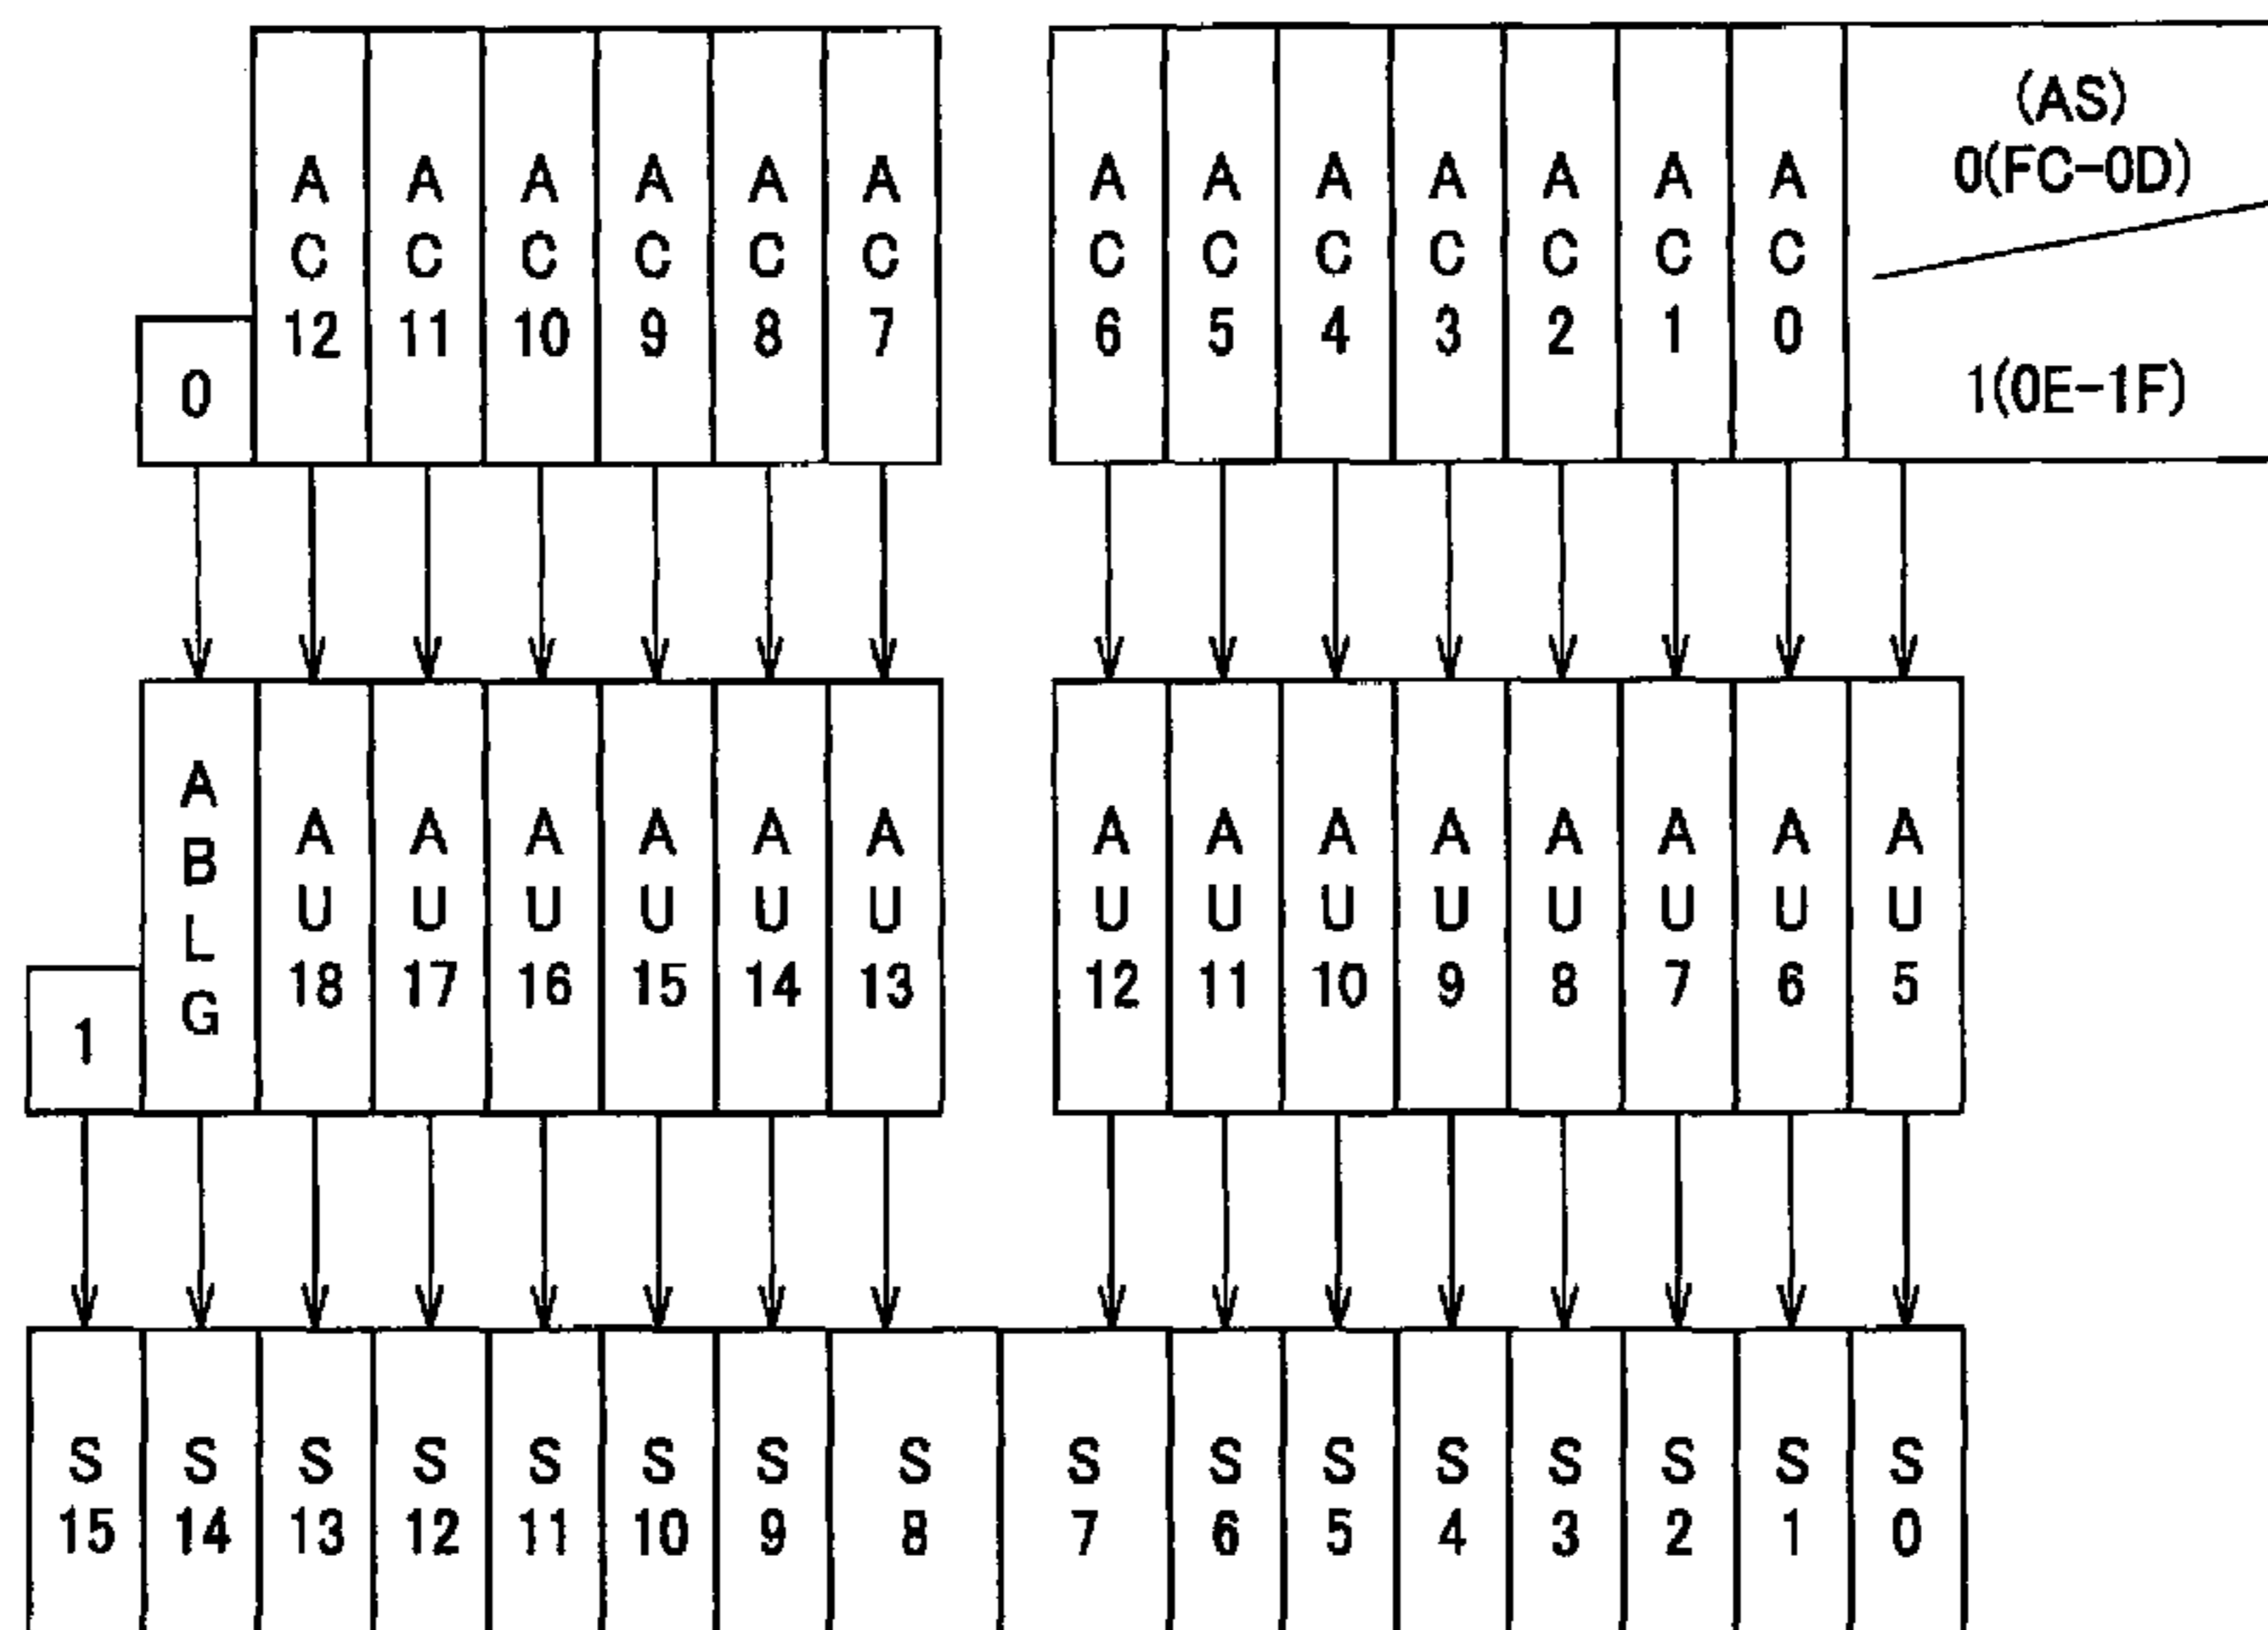 AC12 AC11 AC10 AC9 AC8 AC7 AC6 AC5 AC4 AC3 AC2 AC1 AC0
(AS)
0(FC-0D)
1(0E-1F)
0
ABLG AU18 AU17 AU16 AU15 AU14 AU13 AU12 AU11 AU10 AU9 AU8 AU7 AU6 AU5
1
S15 S14 S13 S12 S11 S10 S9 S8 S7 S6 S5 S4 S3 S2 S1 S0